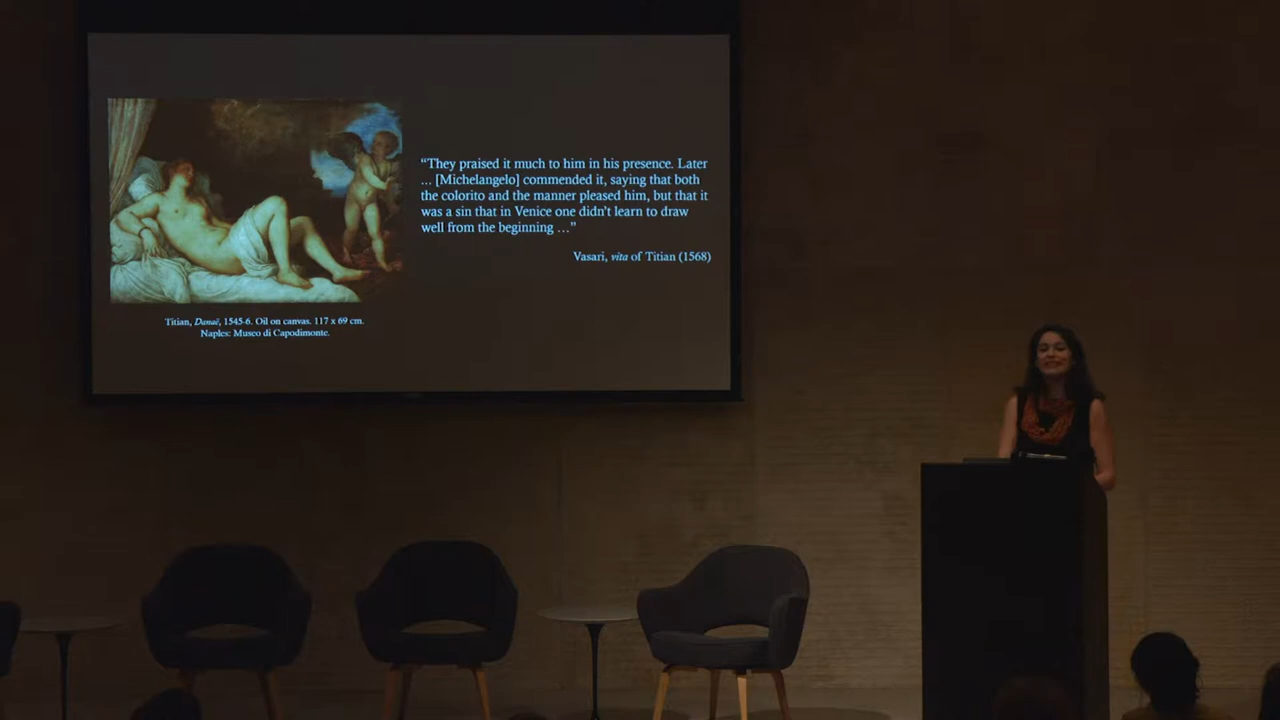 “They praised it much to him in his presence. Later
... [Michelangelo] commended it, saying that both
the colorito and the manner pleased him, but that it
was a sin that in Venice one didn’t learn to draw
well from the beginning ...”
Vasari, vita of Titian (1568)
Titian, Danaë, 1545-6. Oil on canvas. 117 x 69 cm.
Naples: Museo di Capodimonte.